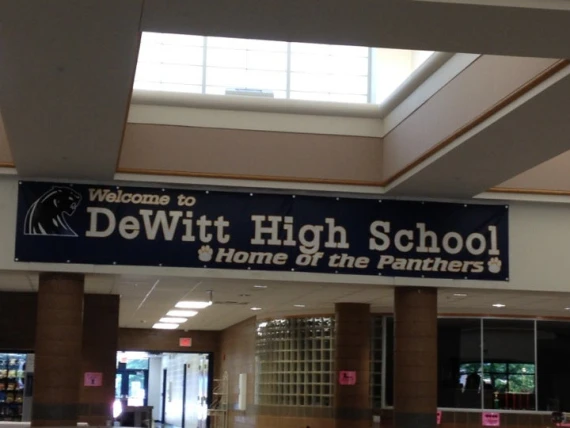 Welcome to
DeWitt High School
Home of the Panthers